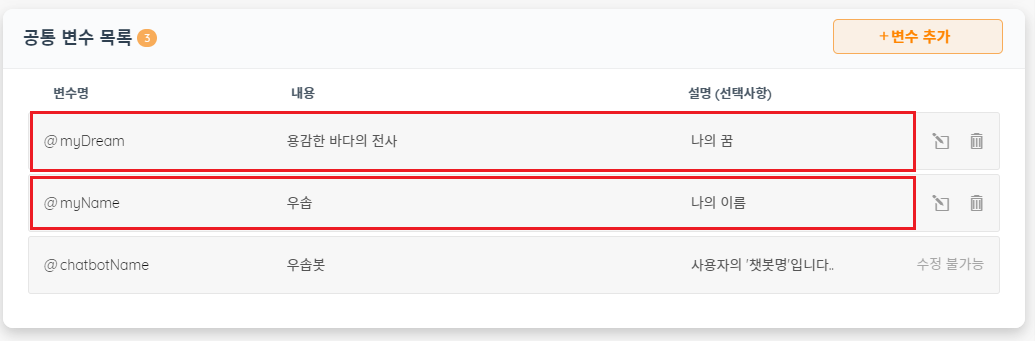 공통 변수 목록 3
+변수 추가
변수명 내용 설명 (선택사항)
@myDream 용감한 바다의 전사 나의 꿈
@myName 우솝 나의 이름
@chatbotName 우솝봇 사용자의 '챗봇명'입니다.. 수정 불가능